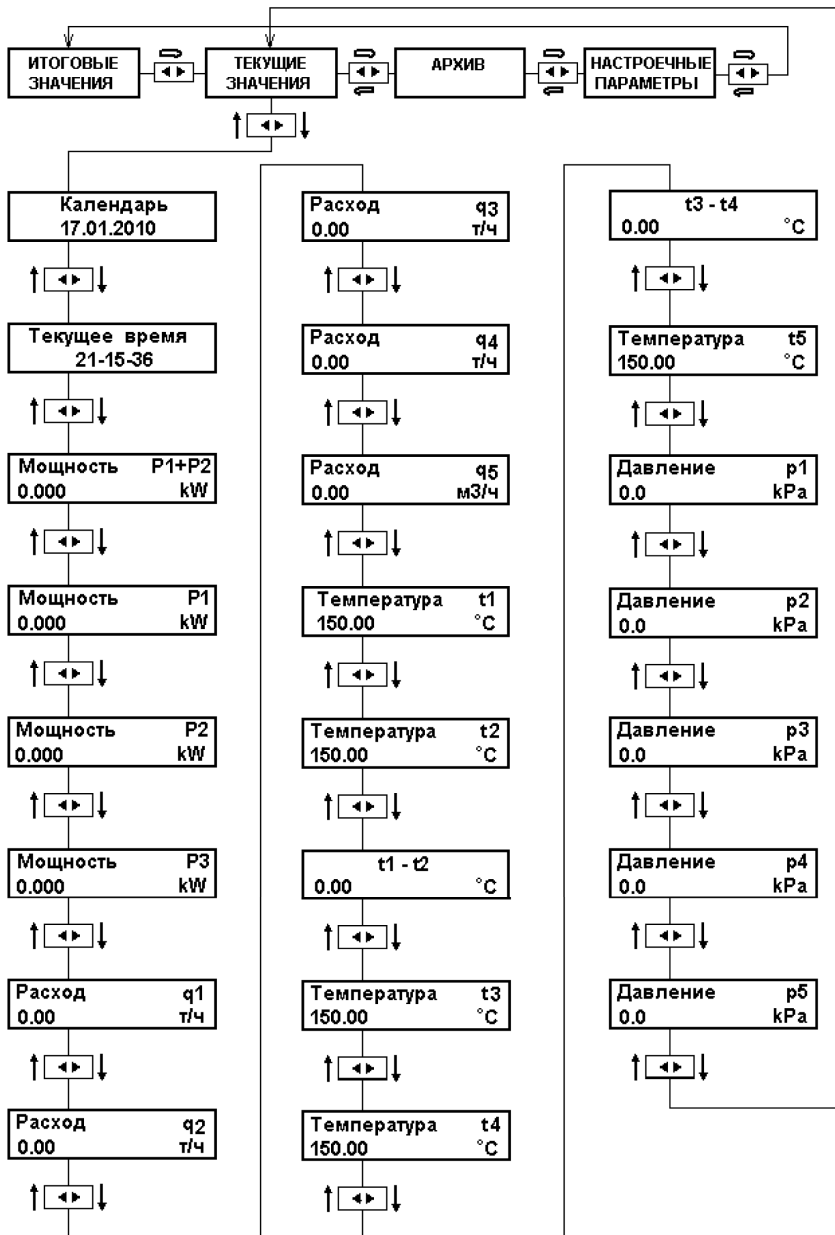 ИТОГОВЫЕ
ЗНАЧЕНИЯ
ТЕКУЩИЕ
ЗНАЧЕНИЯ
АРХИВ
НАСТРОЕЧНЫЕ
ПАРАМЕТРЫ
Календарь
17.01.2010
Текущее время
21-15-36
Мощность P1+P2
0.000 kW
Мощность P1
0.000 kW
Мощность P2
0.000 kW
Мощность P3
0.000 kW
Расход q1
0.00 т/ч
Расход q2
0.00 т/ч
Расход q3
0.00 т/ч
Расход q4
0.00 т/ч
Расход q5
0.00 м3/ч
Температура t1
150.00 °C
Температура t2
150.00 °C
t1 - t2
0.00 °C
Температура t3
150.00 °C
Температура t4
150.00 °C
t3 - t4
0.00 °C
Температура t5
150.00 °C
Давление p1
0.0 kPa
Давление p2
0.0 kPa
Давление p3
0.0 kPa
Давление p4
0.0 kPa
Давление p5
0.0 kPa